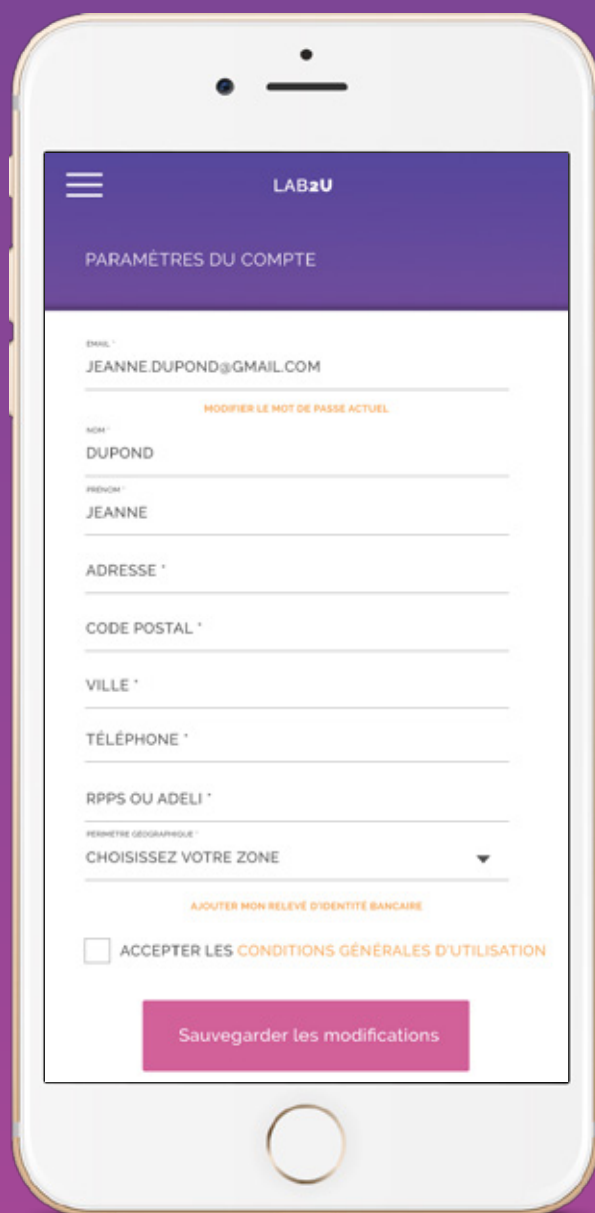 LAB2U
PARAMÈTRES DU COMPTE
EMAIL *
JEANNE.DUPOND@GMAIL.COM
MODIFIER LE MOT DE PASSE ACTUEL
NOM *
DUPOND
PRÉNOM *
JEANNE
ADRESSE *
CODE POSTAL *
VILLE *
TÉLÉPHONE *
RPPS OU ADELI *
PÉRIMÈTRE GÉOGRAPHIQUE *
CHOISISSEZ VOTRE ZONE
AJOUTER MON RELEVÉ D'IDENTITÉ BANCAIRE
ACCEPTER LES CONDITIONS GÉNÉRALES D'UTILISATION
Sauvegarder les modifications